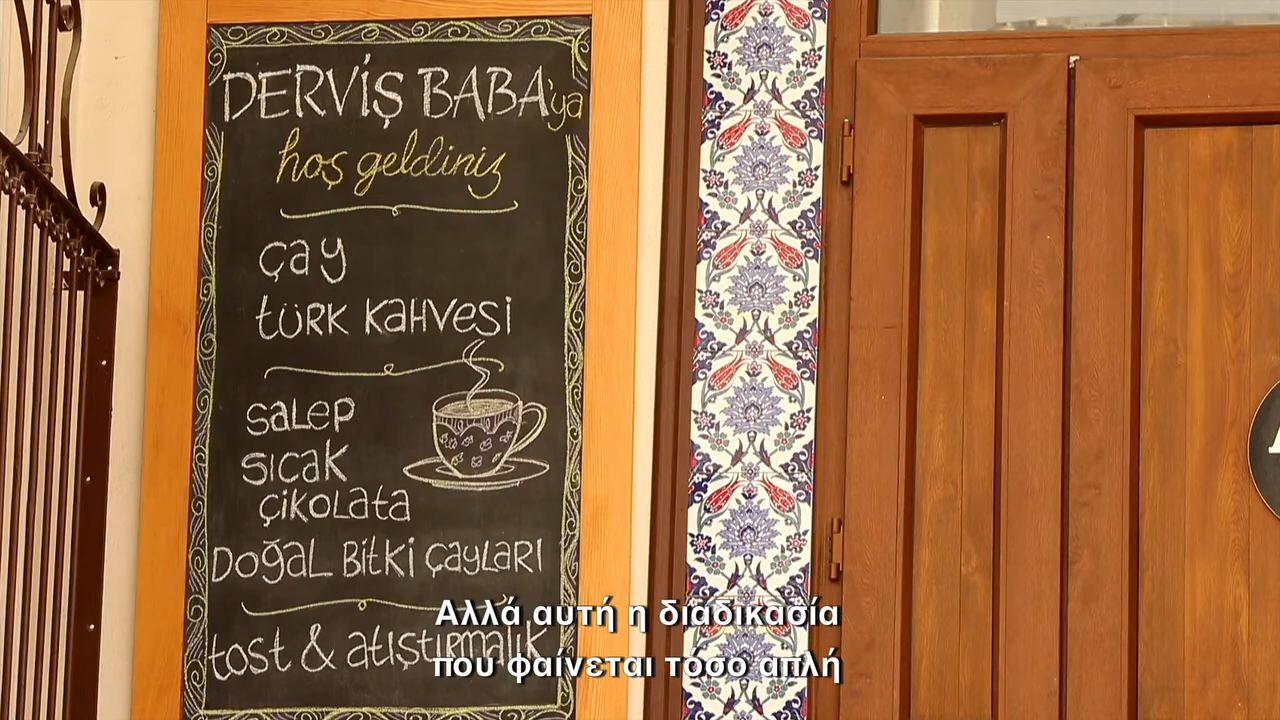 DERVİŞ BABA'ya
hoş geldiniz
çay
türk kahvesi
salep
sıcak
çikolata
Doğal Bitki Çayları
tost & atıştırmalık
Αλλά αυτή η διαδικασία
που φαίνεται τόσο απλή